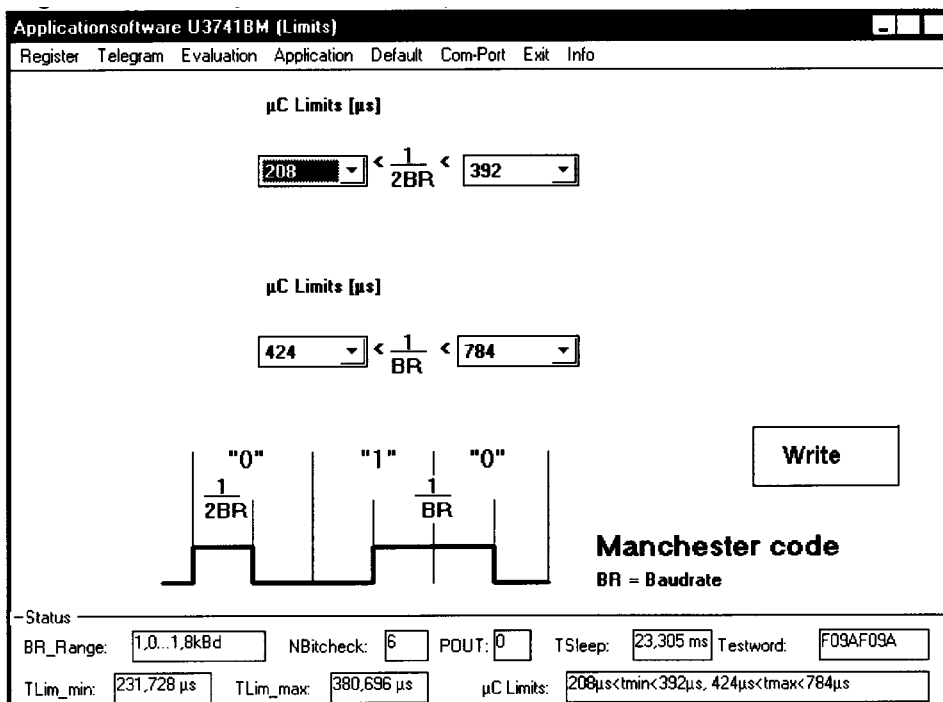 Applicationsoftware U3741BM (Limits)
Register Telegram Evaluation Application Default Com-Port Exit Info
µC Limits [µs]
208 < 1/2BR < 392
µC Limits [µs]
424 < 1/BR < 784
"0" "1" "0"
1/2BR 1/BR
Write
Manchester code
BR = Baudrate
Status
BR_Range: 1,0...1,8kBd NBitcheck: 6 POUT: 0 TSleep: 23,305 ms Testword: F09AF09A
TLim_min: 231,728 µs TLim_max: 380,696 µs µC Limits: 208µs<tmin<392µs, 424µs<tmax<784µs